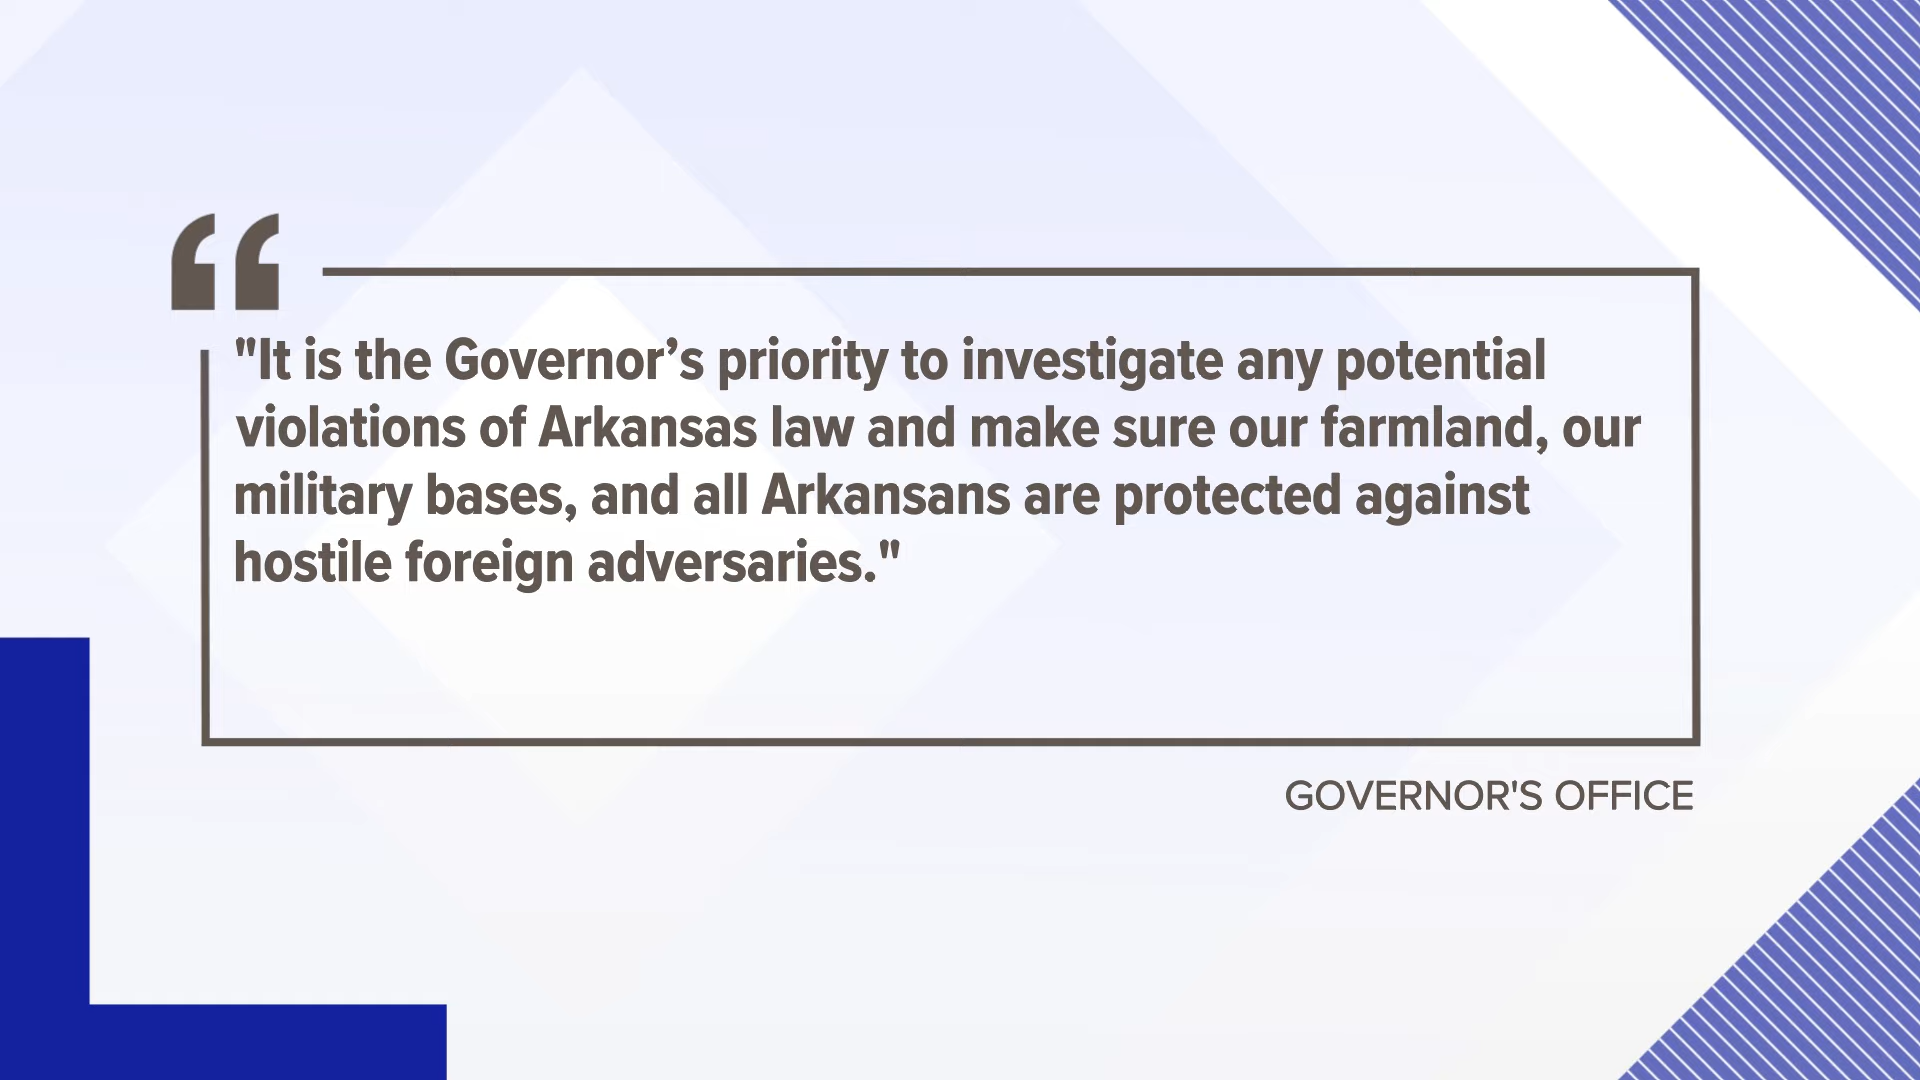 "It is the Governor’s priority to investigate any potential
violations of Arkansas law and make sure our farmland, our
military bases, and all Arkansans are protected against
hostile foreign adversaries."
GOVERNOR'S OFFICE